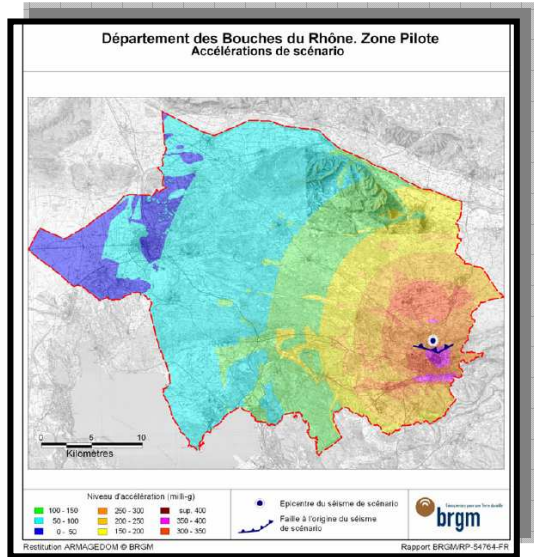 Département des Bouches du Rhône. Zone Pilote
Accélérations de scénario
0 5 10
Kilomètres
Niveau d'accélération (milli-g)
100 - 150
50 - 100
0 - 50
250 - 300
200 - 250
150 - 200
sup. 400
350 - 400
300 - 350
Epicentre du séisme de scénario
Faille à l'origine du séisme
de scénario
brgm
Restitution ARMAGEDOM © BRGM
Rapport BRGM/RP-54764-FR